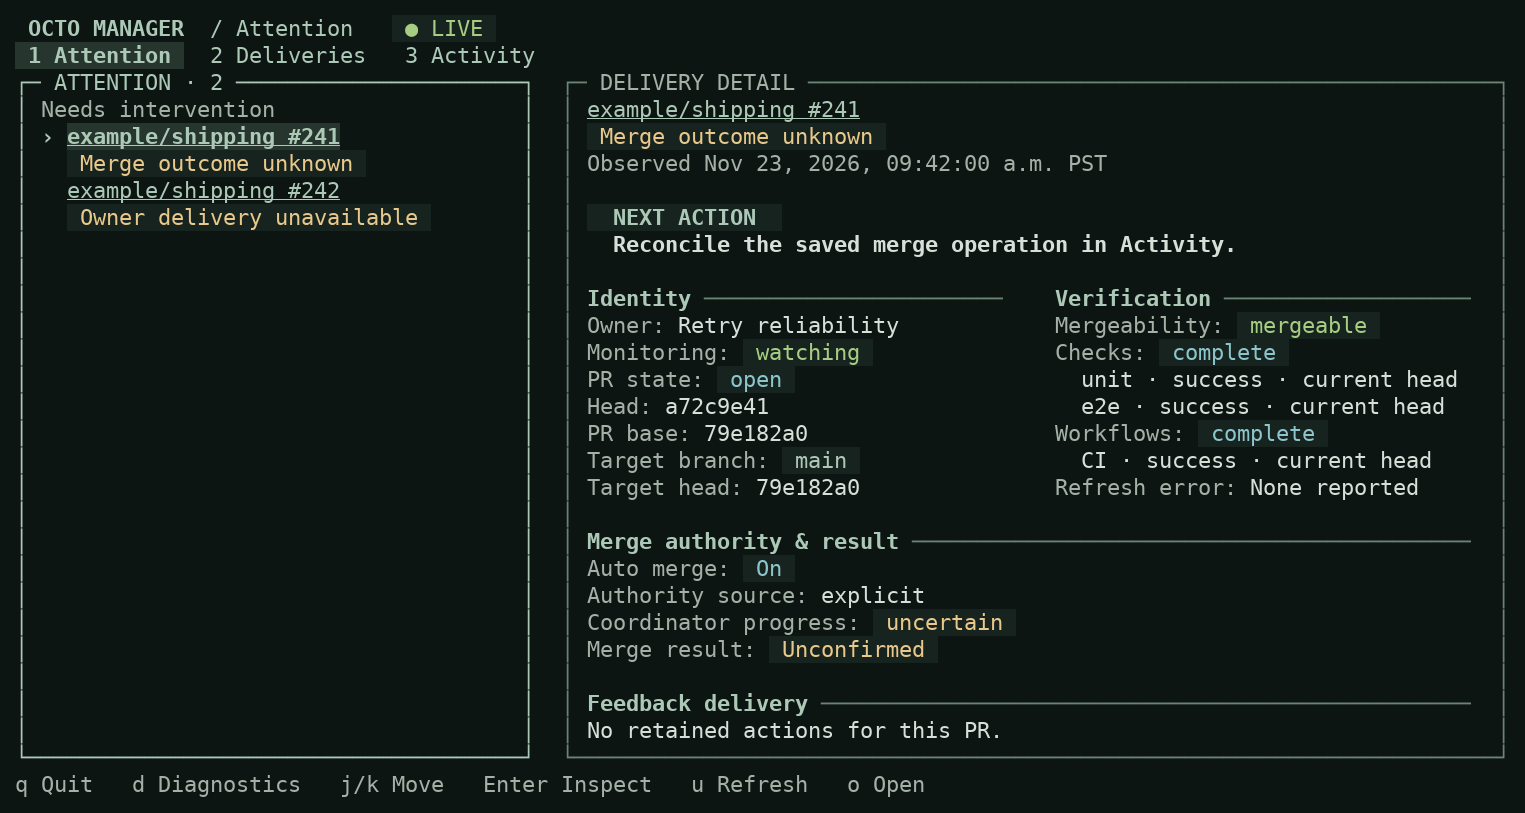 OCTO MANAGER / Attention ● LIVE
1 Attention 2 Deliveries 3 Activity
ATTENTION · 2
Needs intervention
› example/shipping #241
Merge outcome unknown
example/shipping #242
Owner delivery unavailable
DELIVERY DETAIL
example/shipping #241
Merge outcome unknown
Observed Nov 23, 2026, 09:42:00 a.m. PST
NEXT ACTION
Reconcile the saved merge operation in Activity.
Identity
Owner: Retry reliability
Monitoring: watching
PR state: open
Head: a72c9e41
PR base: 79e182a0
Target branch: main
Target head: 79e182a0
Verification
Mergeability: mergeable
Checks: complete
unit · success · current head
e2e · success · current head
Workflows: complete
CI · success · current head
Refresh error: None reported
Merge authority & result
Auto merge: On
Authority source: explicit
Coordinator progress: uncertain
Merge result: Unconfirmed
Feedback delivery
No retained actions for this PR.
q Quit d Diagnostics j/k Move Enter Inspect u Refresh o Open